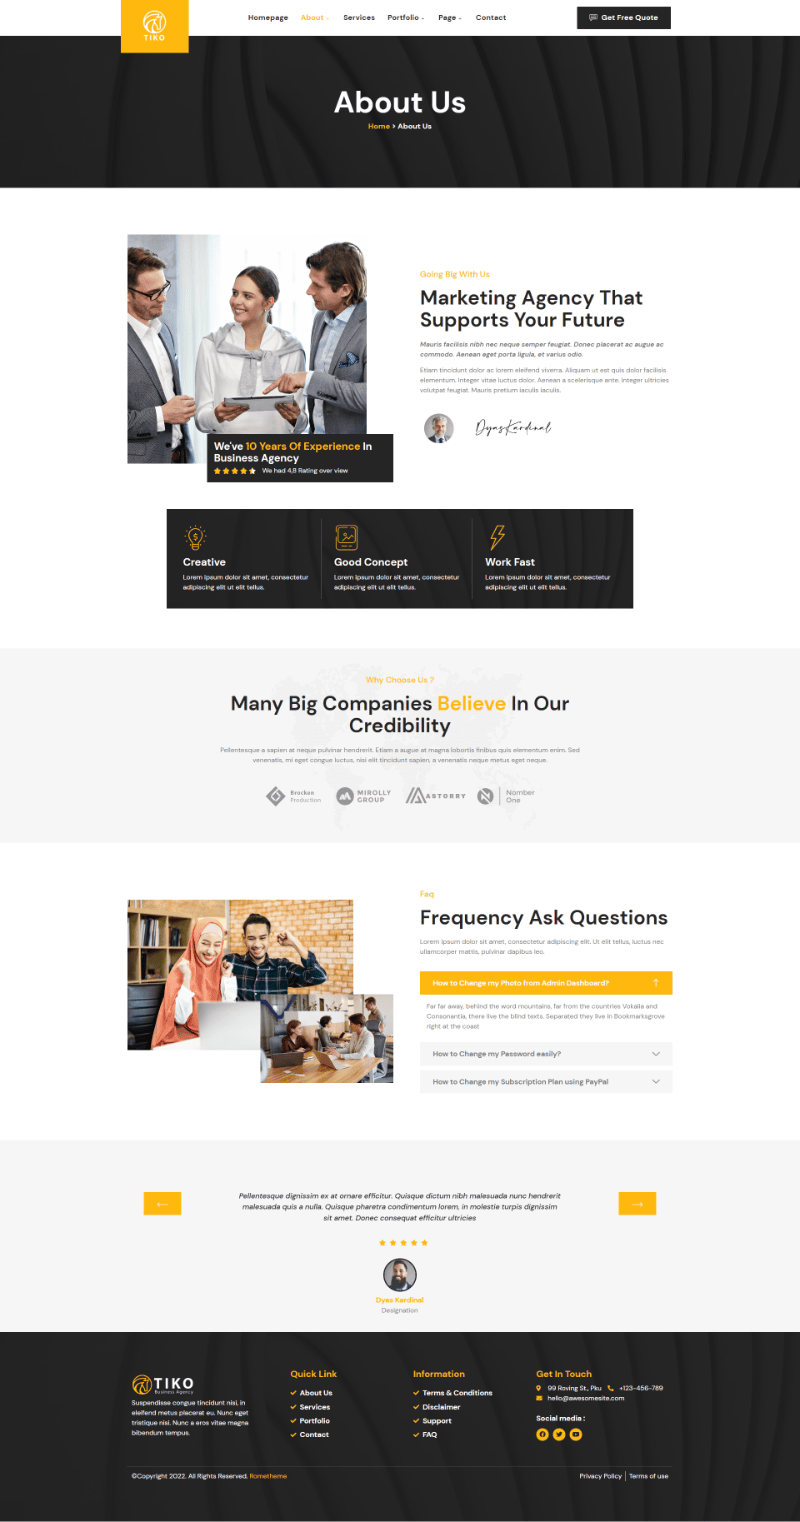 TIKO
Homepage
About
Services
Portfolio
Page
Contact
Get Free Quote
About Us
Home > About Us
Going Big With Us
Marketing Agency That
Supports Your Future
Mauris facilisis nibh nec neque semper feugiat. Donec placerat ac augue ac
commodo. Aenean eget porta ligula, et varius odio.
Etiam tincidunt dolor ac lorem eleifend viverra. Aliquam ut est quis dolor facilisis
elementum. Integer vitae luctus dolor. Aenean a scelerisque ante. Integer ultricies
volutpat feugiat. Mauris pretium iaculis iaculis.
DyasKardinal
We've 10 Years Of Experience In
Business Agency
We had 4,8 Rating over view
Creative
Lorem ipsum dolor sit amet, consectetur
adipiscing elit ut elit tellus.
Good Concept
Lorem ipsum dolor sit amet, consectetur
adipiscing elit ut elit tellus.
Work Fast
Lorem ipsum dolor sit amet, consectetur
adipiscing elit ut elit tellus.
Why Choose Us ?
Many Big Companies Believe In Our
Credibility
Pellentesque a sapien at neque pulvinar hendrerit. Etiam a augue at magna lobortis finibus quis elementum enim. Sed
venenatis, mi eget congue luctus, nisi elit tincidunt sapien, a venenatis neque metus eget neque.
Brocken
Production
MIROLLY
GROUP
ASTORBY
Nomber
One
Faq
Frequency Ask Questions
Lorem ipsum dolor sit amet, consectetur adipiscing elit. Ut elit tellus, luctus nec
ullamcorper mattis, pulvinar dapibus leo.
How to Change my Photo from Admin Dashboard?
Far far away, behind the word mountains, far from the countries Vokalia and
Consonantia, there live the blind texts. Separated they live in Bookmarksgrove
right at the coast
How to Change my Password easily?
How to Change my Subscription Plan using PayPal
Pellentesque dignissim ex at ornare efficitur. Quisque dictum nibh malesuada nunc hendrerit
malesuada quis a nulla. Quisque pharetra condimentum lorem, in molestie turpis dignissim
sit amet. Donec consequat efficitur ultricies
Dyas Kardinal
Designation
TIKO
Business Agency
Suspendisse congue tincidunt nisi, in
eleifend metus placerat eu. Nunc eget
tristique nisi. Nunc a eros vitae magna
bibendum tempus.
Quick Link
About Us
Services
Portfolio
Contact
Information
Terms & Conditions
Disclaimer
Support
FAQ
Get In Touch
99 Roving St., Pku
+123-456-789
hello@awesomesite.com
Social media :
©Copyright 2022. All Rights Reserved. Rometheme
Privacy Policy
Terms of use